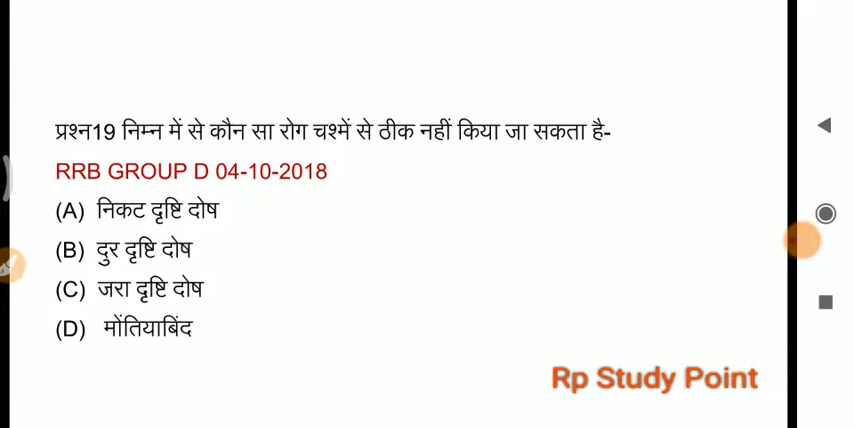 प्रश्न19 निम्न में से कौन सा रोग चश्में से ठीक नहीं किया जा सकता है-
RRB GROUP D 04-10-2018
(A) निकट दृष्टि दोष
(B) दुर दृष्टि दोष
(C) जरा दृष्टि दोष
(D) मोंतियाबिंद
Rp Study Point